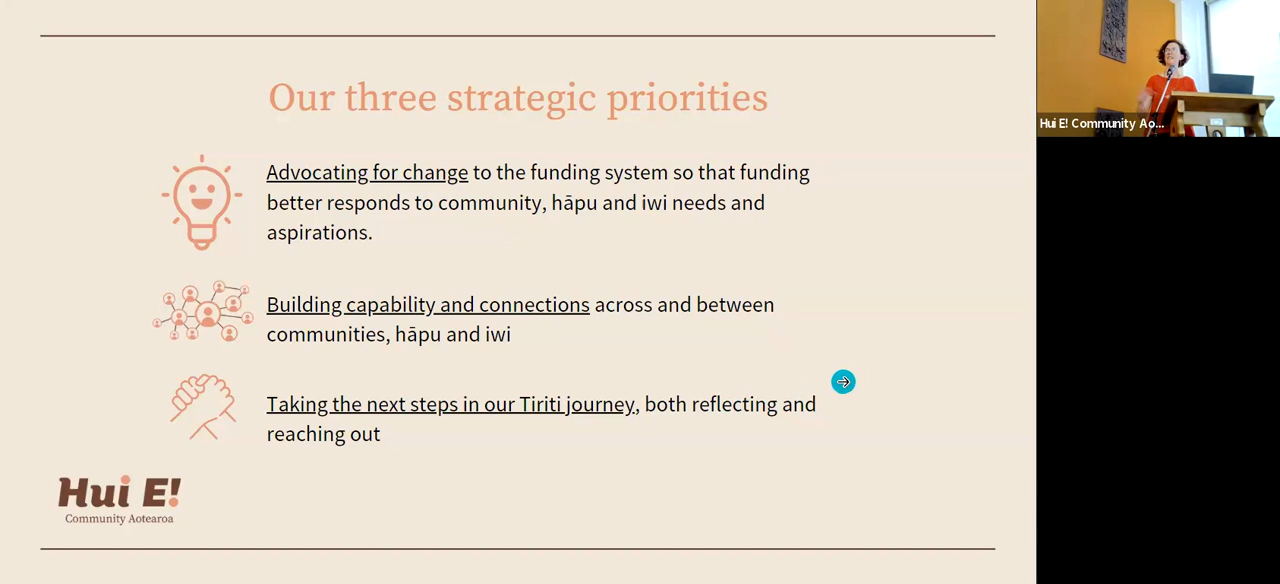 Our three strategic priorities
Advocating for change to the funding system so that funding
better responds to community, hāpu and iwi needs and
aspirations.
Building capability and connections across and between
communities, hāpu and iwi
Taking the next steps in our Tiriti journey, both reflecting and
reaching out
Hui E!
Community Aotearoa
Hui E! Community Ao...